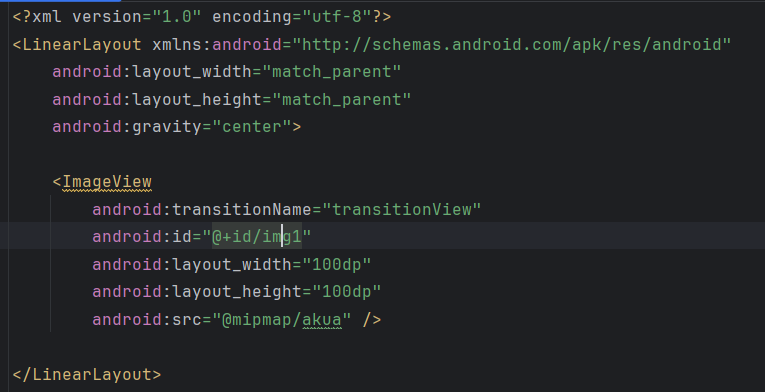 <?xml version="1.0" encoding="utf-8"?>
<LinearLayout xmlns:android="http://schemas.android.com/apk/res/android"
    android:layout_width="match_parent"
    android:layout_height="match_parent"
    android:gravity="center">

    <ImageView
        android:transitionName="transitionView"
        android:id="@+id/img1"
        android:layout_width="100dp"
        android:layout_height="100dp"
        android:src="@mipmap/akua" />

</LinearLayout>